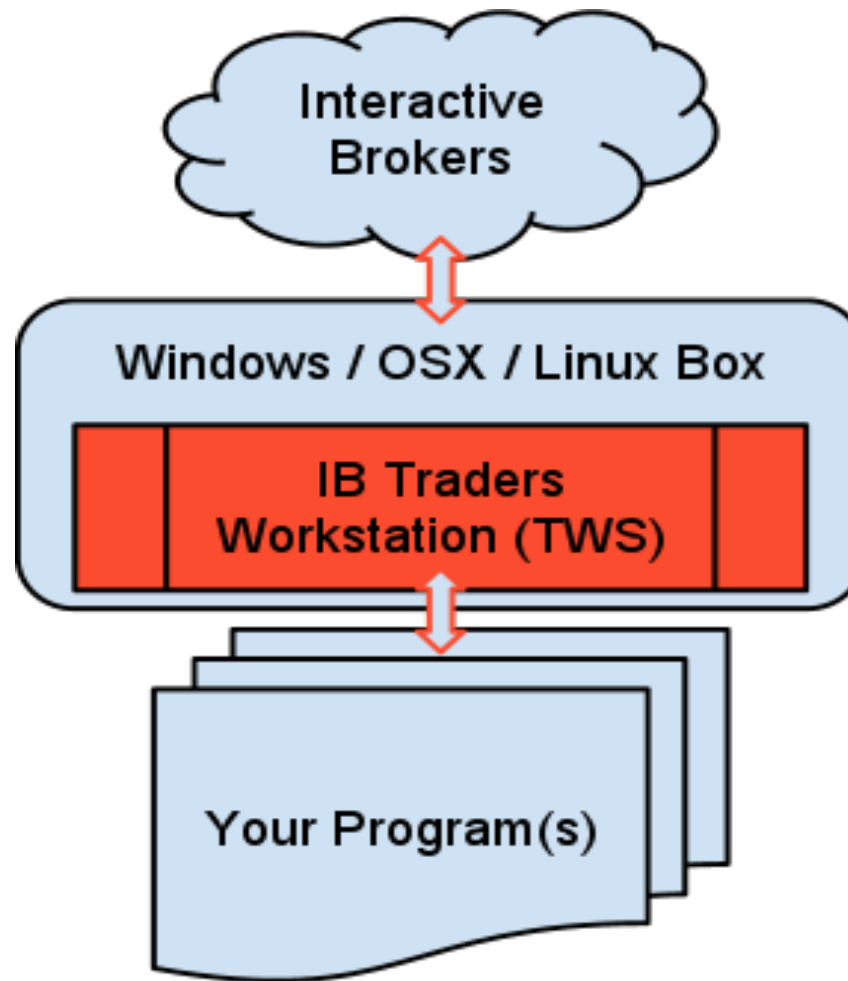 Interactive
Brokers
Windows / OSX / Linux Box
IB Traders
Workstation (TWS)
Your Program(s)